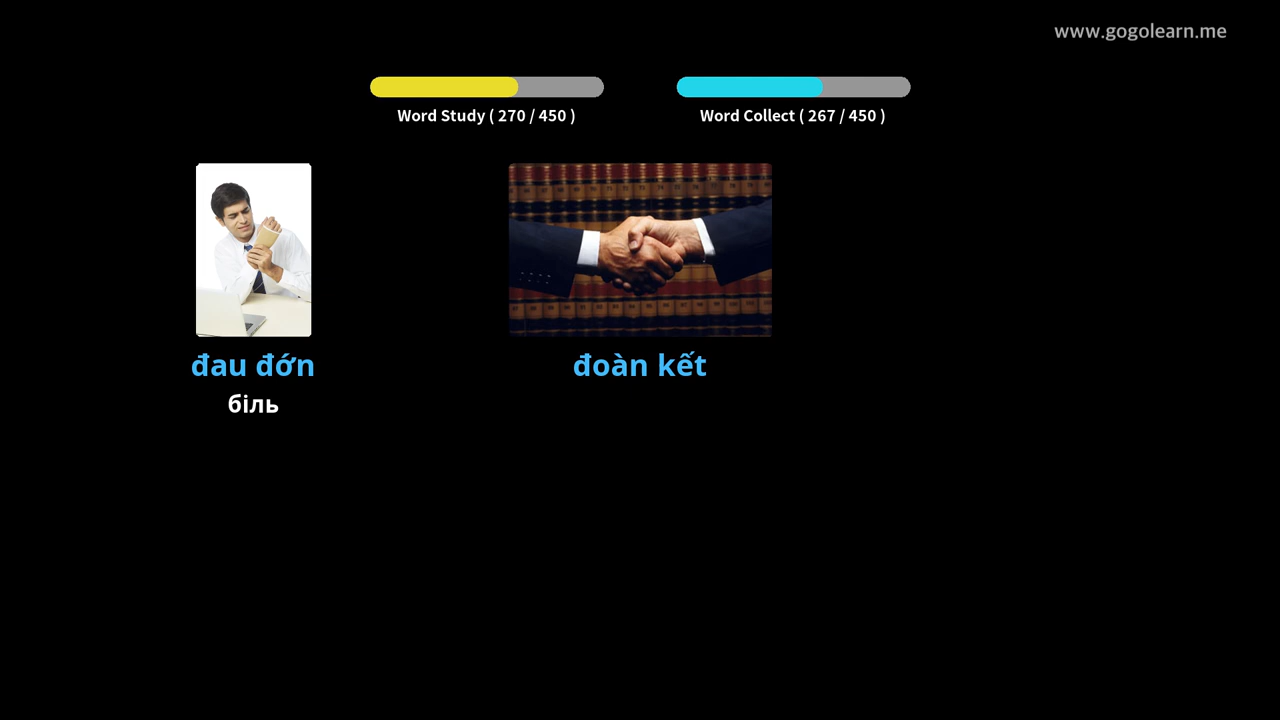 www.gogolearn.me
Word Study ( 270 / 450 )
Word Collect ( 267 / 450 )
đau đớn
біль
đoàn kết